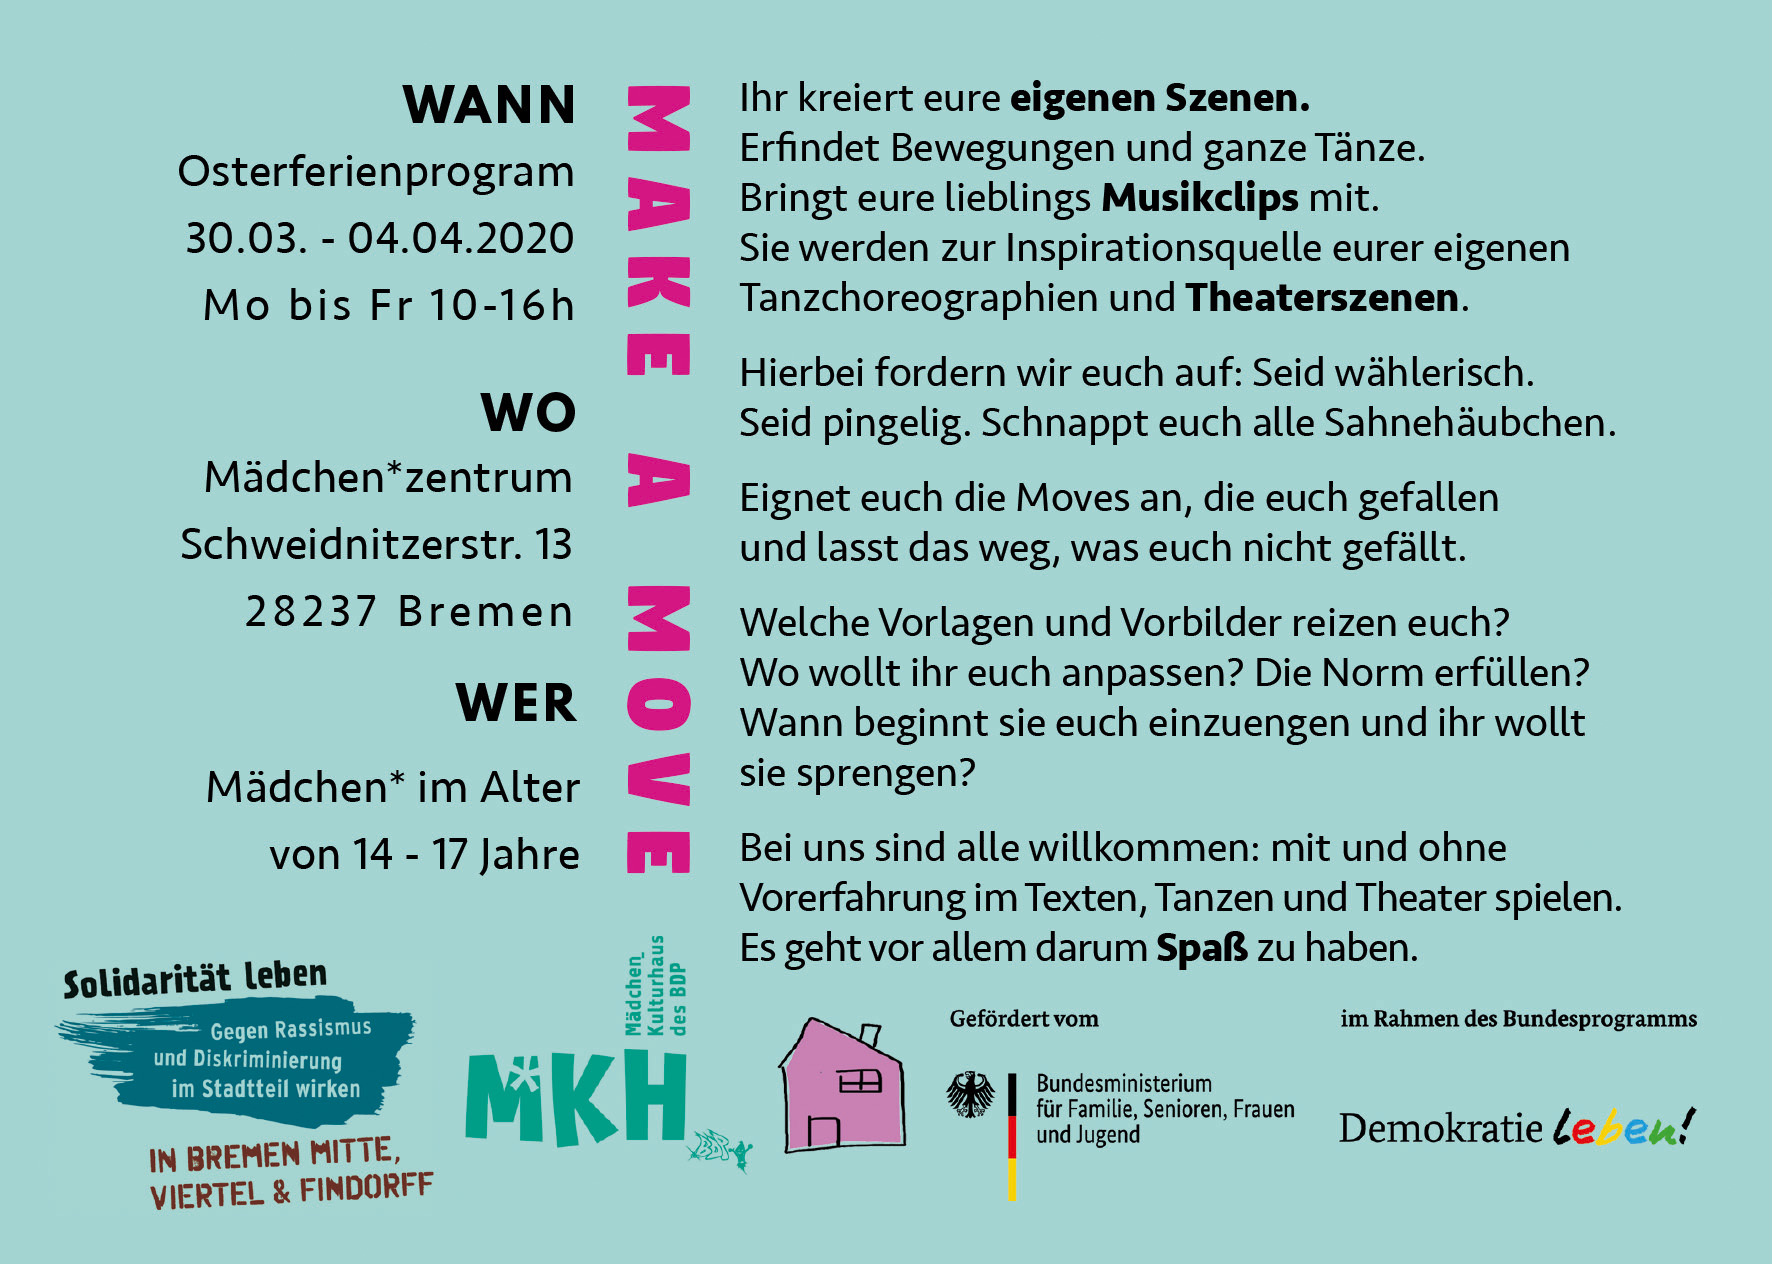 WANN
Osterferienprogram
30.03. - 04.04.2020
Mo bis Fr 10-16h
WO
Mädchen*zentrum
Schweidnitzerstr. 13
28237 Bremen
WER
Mädchen* im Alter
von 14 - 17 Jahre
MAKE A MOVE
Ihr kreiert eure eigenen Szenen.
Erfindet Bewegungen und ganze Tänze.
Bringt eure lieblings Musikclips mit.
Sie werden zur Inspirationsquelle eurer eigenen
Tanzchoreographien und Theaterszenen.
Hierbei fordern wir euch auf: Seid wählerisch.
Seid pingelig. Schnappt euch alle Sahnehäubchen.
Eignet euch die Moves an, die euch gefallen
und lasst das weg, was euch nicht gefällt.
Welche Vorlagen und Vorbilder reizen euch?
Wo wollt ihr euch anpassen? Die Norm erfüllen?
Wann beginnt sie euch einzuengen und ihr wollt
sie sprengen?
Bei uns sind alle willkommen: mit und ohne
Vorerfahrung im Texten, Tanzen und Theater spielen.
Es geht vor allem darum Spaß zu haben.
Solidarität leben
Gegen Rassismus
und Diskriminierung
im Stadtteil wirken
IN BREMEN MITTE,
VIERTEL & FINDORFF
Mädchen_
Kulturhaus
des BDP
M*KH
BDP
Gefördert vom
Bundesministerium
für Familie, Senioren, Frauen
und Jugend
im Rahmen des Bundesprogramms
Demokratie leben!